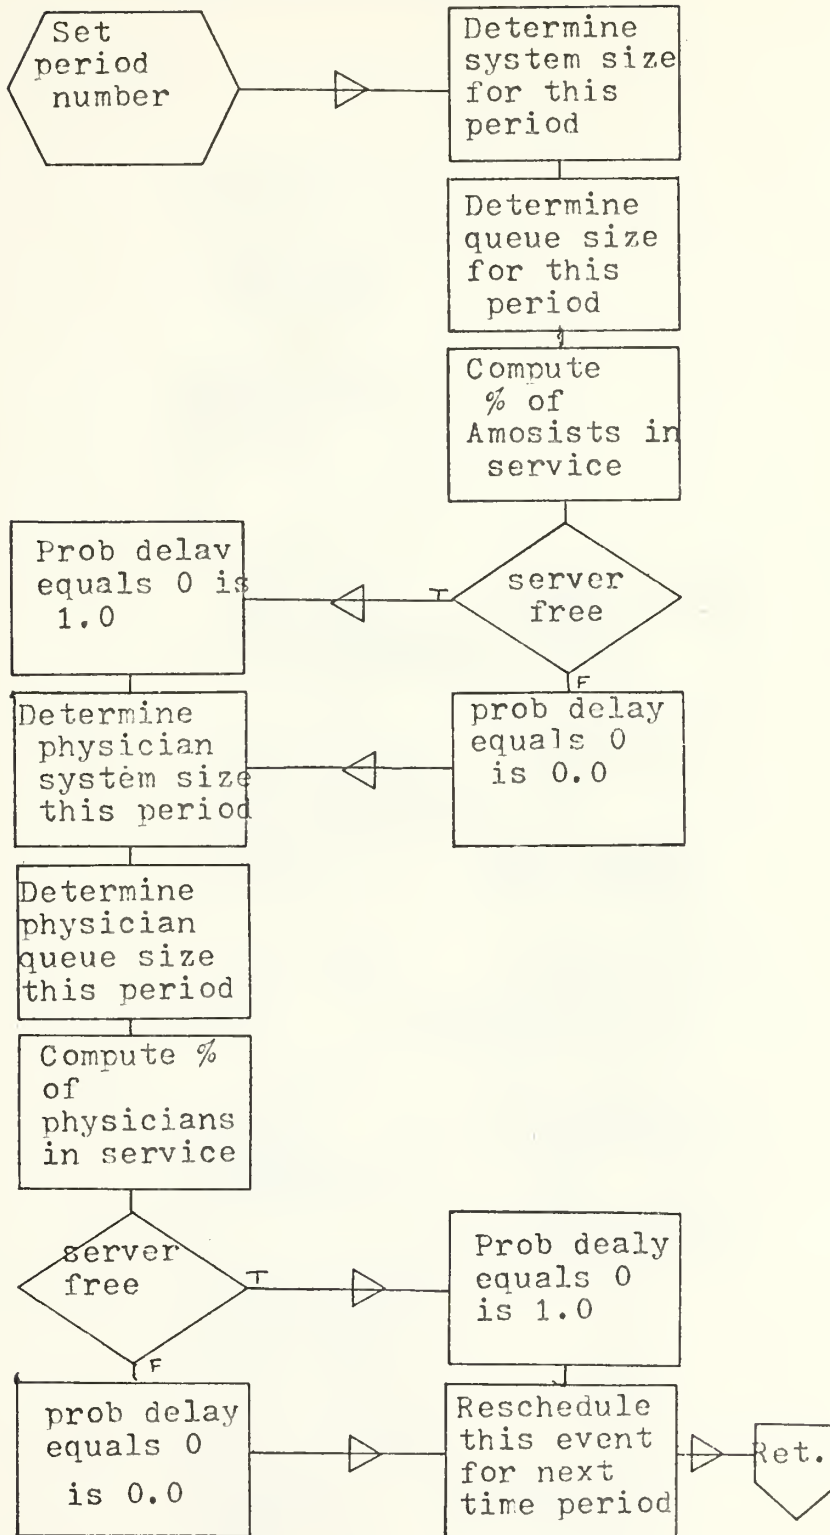 Set
period
number
Determine
system size
for this
period
Determine
queue size
for this
period
Compute
% of
Amosists in
service
server
free
T
F
Prob delay
equals 0 is
1.0
prob delay
equals 0
is 0.0
Determine
physician
system size
this period
Determine
physician
queue size
this period
Compute %
of
physicians
in service
server
free
T
F
Prob dealy
equals 0
is 1.0
prob delay
equals 0
is 0.0
Reschedule
this event
for next
time period
Ret.